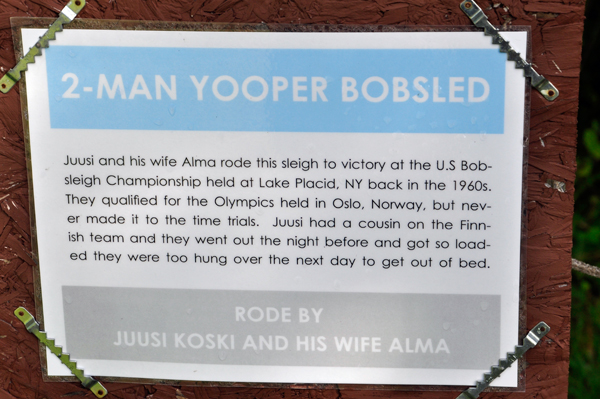 2-MAN YOOPER BOBSLED
Juusi and his wife Alma rode this sleigh to victory at the U.S Bob-
sleigh Championship held at Lake Placid, NY back in the 1960s.
They qualified for the Olympics held in Oslo, Norway, but nev-
er made it to the time trials. Juusi had a cousin on the Finn-
ish team and they went out the night before and got so load-
ed they were too hung over the next day to get out of bed.
RODE BY
JUUSI KOSKI AND HIS WIFE ALMA